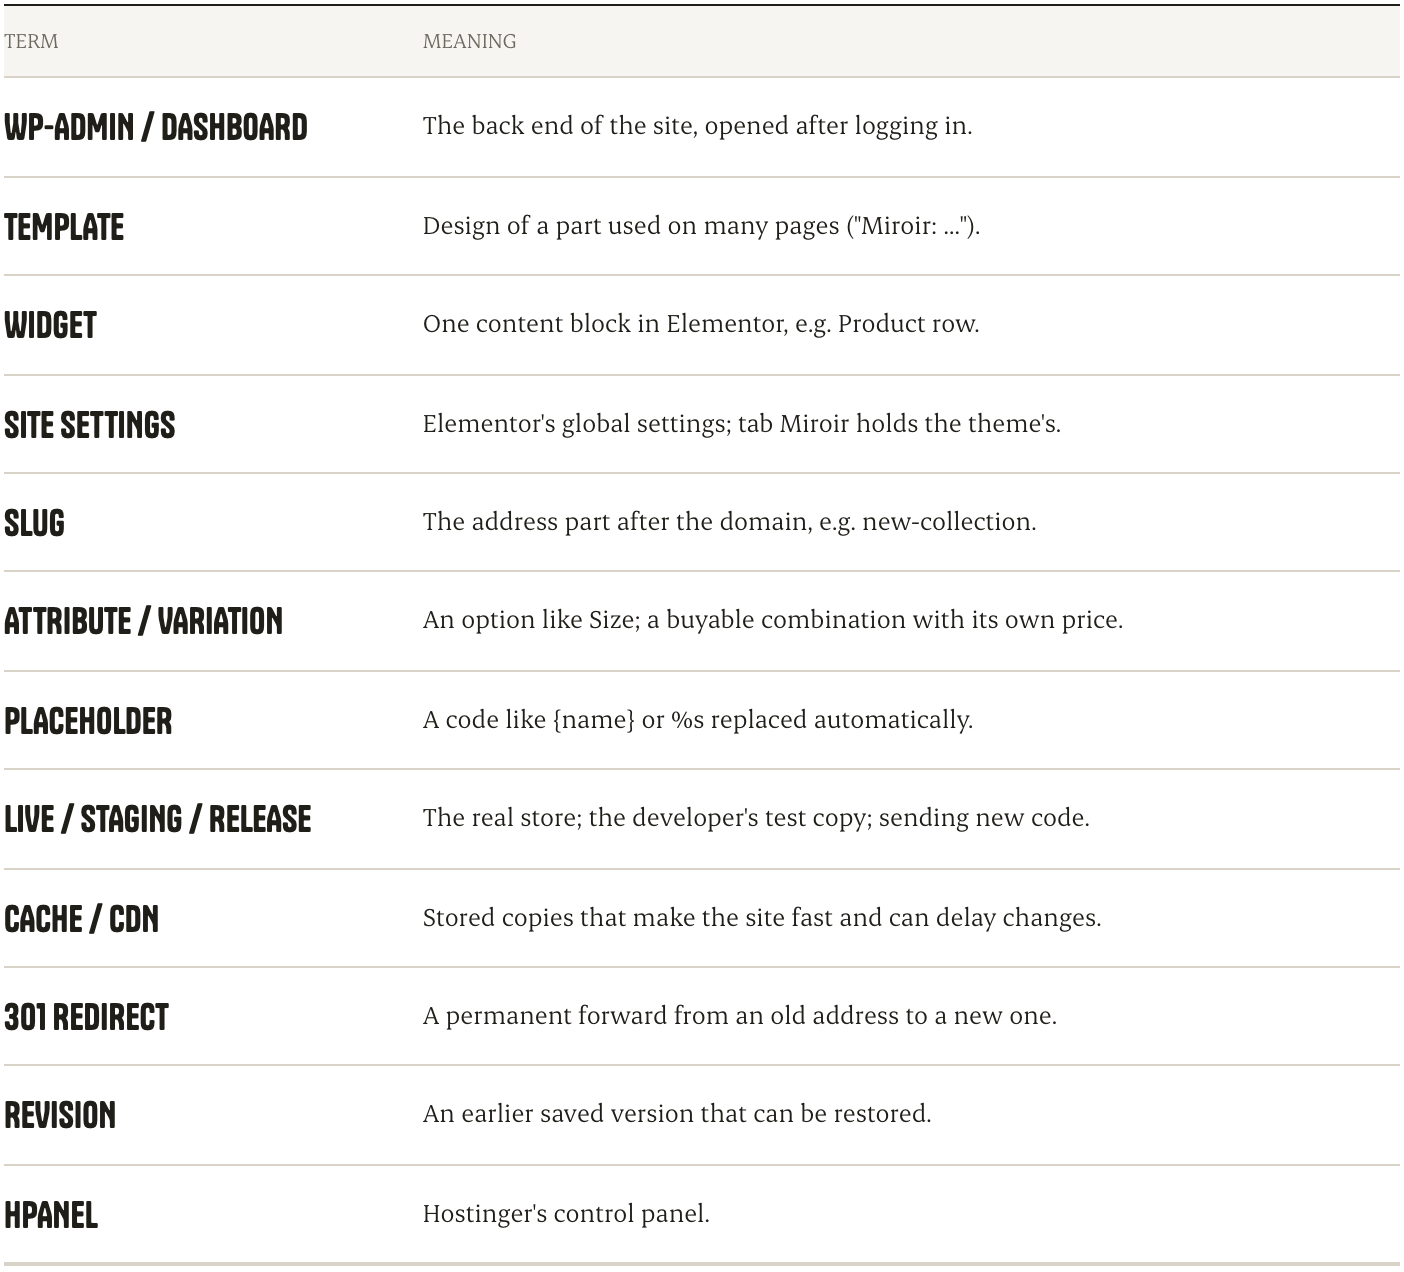 TERM MEANING
WP-ADMIN / DASHBOARD The back end of the site, opened after logging in.
TEMPLATE Design of a part used on many pages ("Miroir: ...").
WIDGET One content block in Elementor, e.g. Product row.
SITE SETTINGS Elementor's global settings; tab Miroir holds the theme's.
SLUG The address part after the domain, e.g. new-collection.
ATTRIBUTE / VARIATION An option like Size; a buyable combination with its own price.
PLACEHOLDER A code like {name} or %s replaced automatically.
LIVE / STAGING / RELEASE The real store; the developer's test copy; sending new code.
CACHE / CDN Stored copies that make the site fast and can delay changes.
301 REDIRECT A permanent forward from an old address to a new one.
REVISION An earlier saved version that can be restored.
HPANEL Hostinger's control panel.